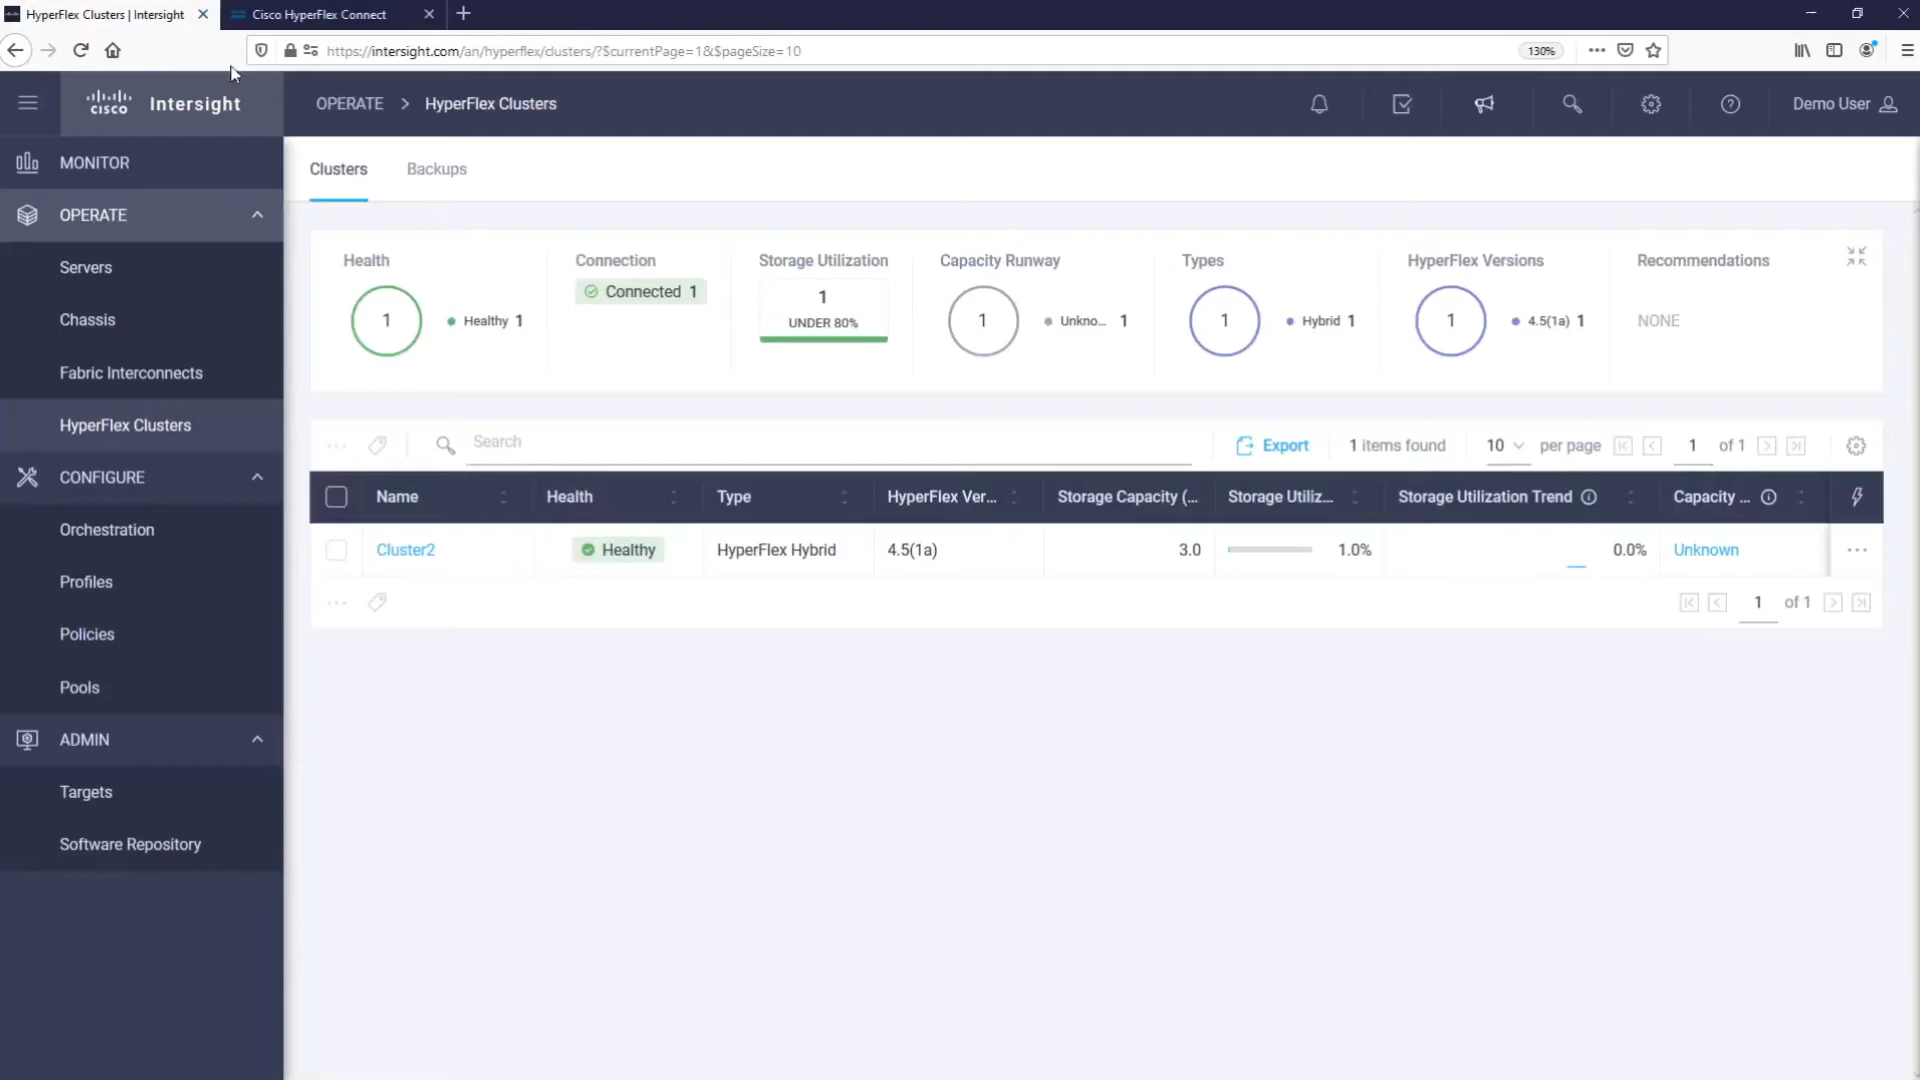 HyperFlex Clusters | Intersight
Cisco HyperFlex Connect
https://intersight.com/an/hyperflex/clusters/?$currentPage=1&$pageSize=10
130%
cisco Intersight
OPERATE > HyperFlex Clusters
Demo User
MONITOR
OPERATE
Servers
Chassis
Fabric Interconnects
HyperFlex Clusters
CONFIGURE
Orchestration
Profiles
Policies
Pools
ADMIN
Targets
Software Repository
Clusters
Backups
Health
1
Healthy 1
Connection
Connected 1
Storage Utilization
1
UNDER 80%
Capacity Runway
1
Unkno... 1
Types
1
Hybrid 1
HyperFlex Versions
1
4.5(1a) 1
Recommendations
NONE
Search
Export
1 items found
10 per page
1 of 1
Name Health Type HyperFlex Ver... Storage Capacity (... Storage Utiliz... Storage Utilization Trend Capacity ...
Cluster2 Healthy HyperFlex Hybrid 4.5(1a) 3.0 1.0% 0.0% Unknown
1 of 1